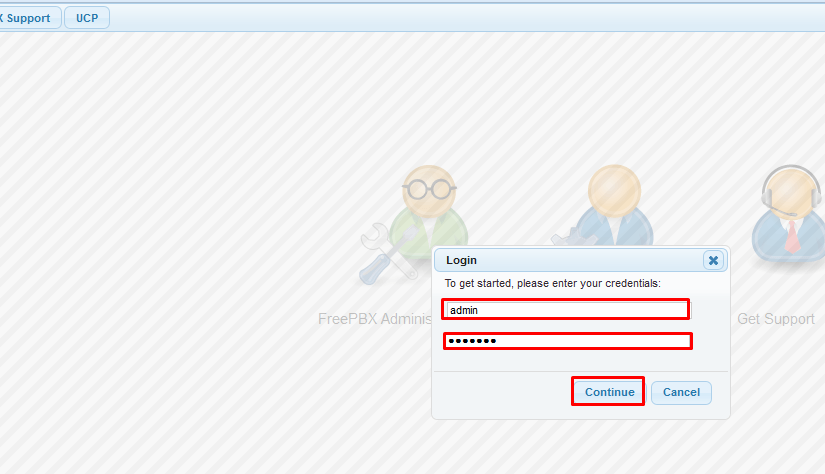 X Support UCP
Login
To get started, please enter your credentials:
admin
•••••••
FreePBX Adminis
Get Support
Continue Cancel